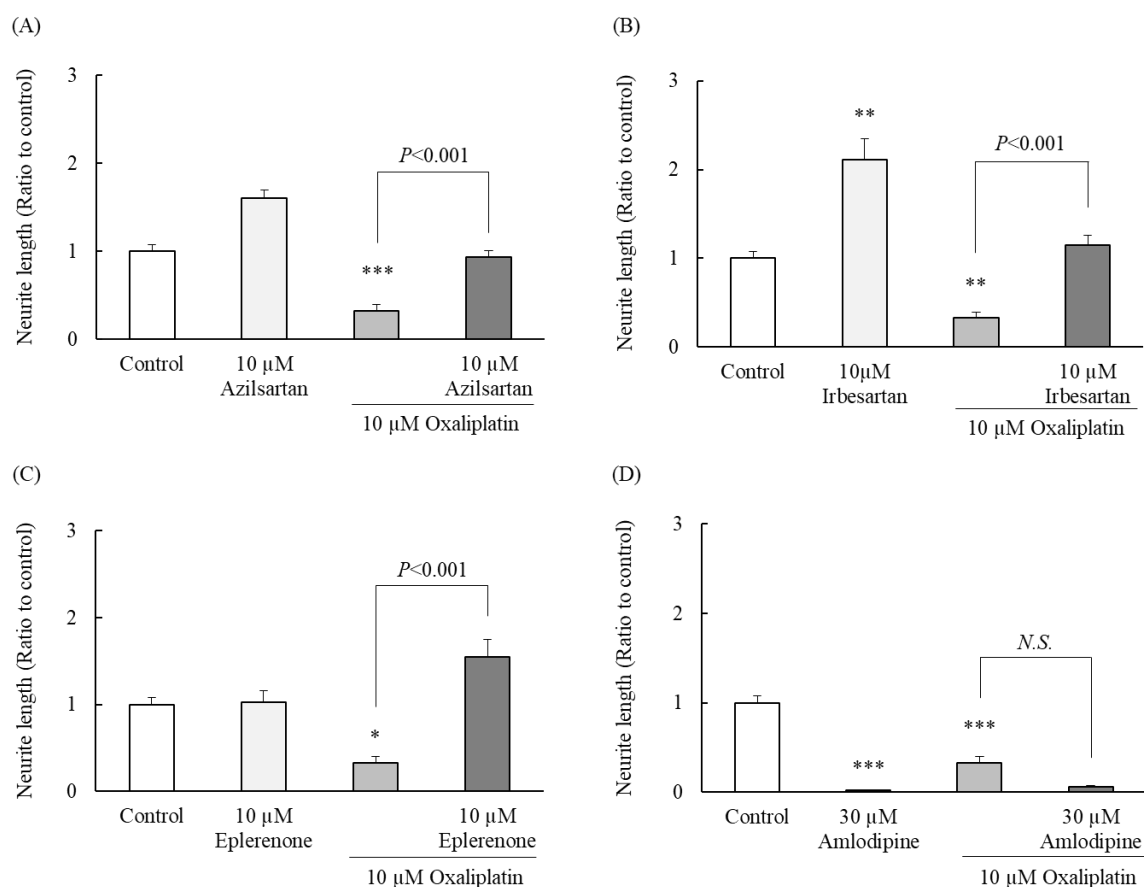 (A)
Neurite length (Ratio to control)
3
2
1
0
P<0.001
***
Control
10 µM
Azilsartan
10 µM
Azilsartan
10 µM Oxaliplatin
(B)
Neurite length (Ratio to control)
3
2
1
0
**
P<0.001
**
Control
10µM
Irbesartan
10 µM
Irbesartan
10 µM Oxaliplatin
(C)
Neurite length (Ratio to control)
3
2
1
0
P<0.001
*
Control
10 µM
Eplerenone
10 µM
Eplerenone
10 µM Oxaliplatin
(D)
Neurite length (Ratio to control)
3
2
1
0
N.S.
***
***
Control
30 µM
Amlodipine
30 µM
Amlodipine
10 µM Oxaliplatin